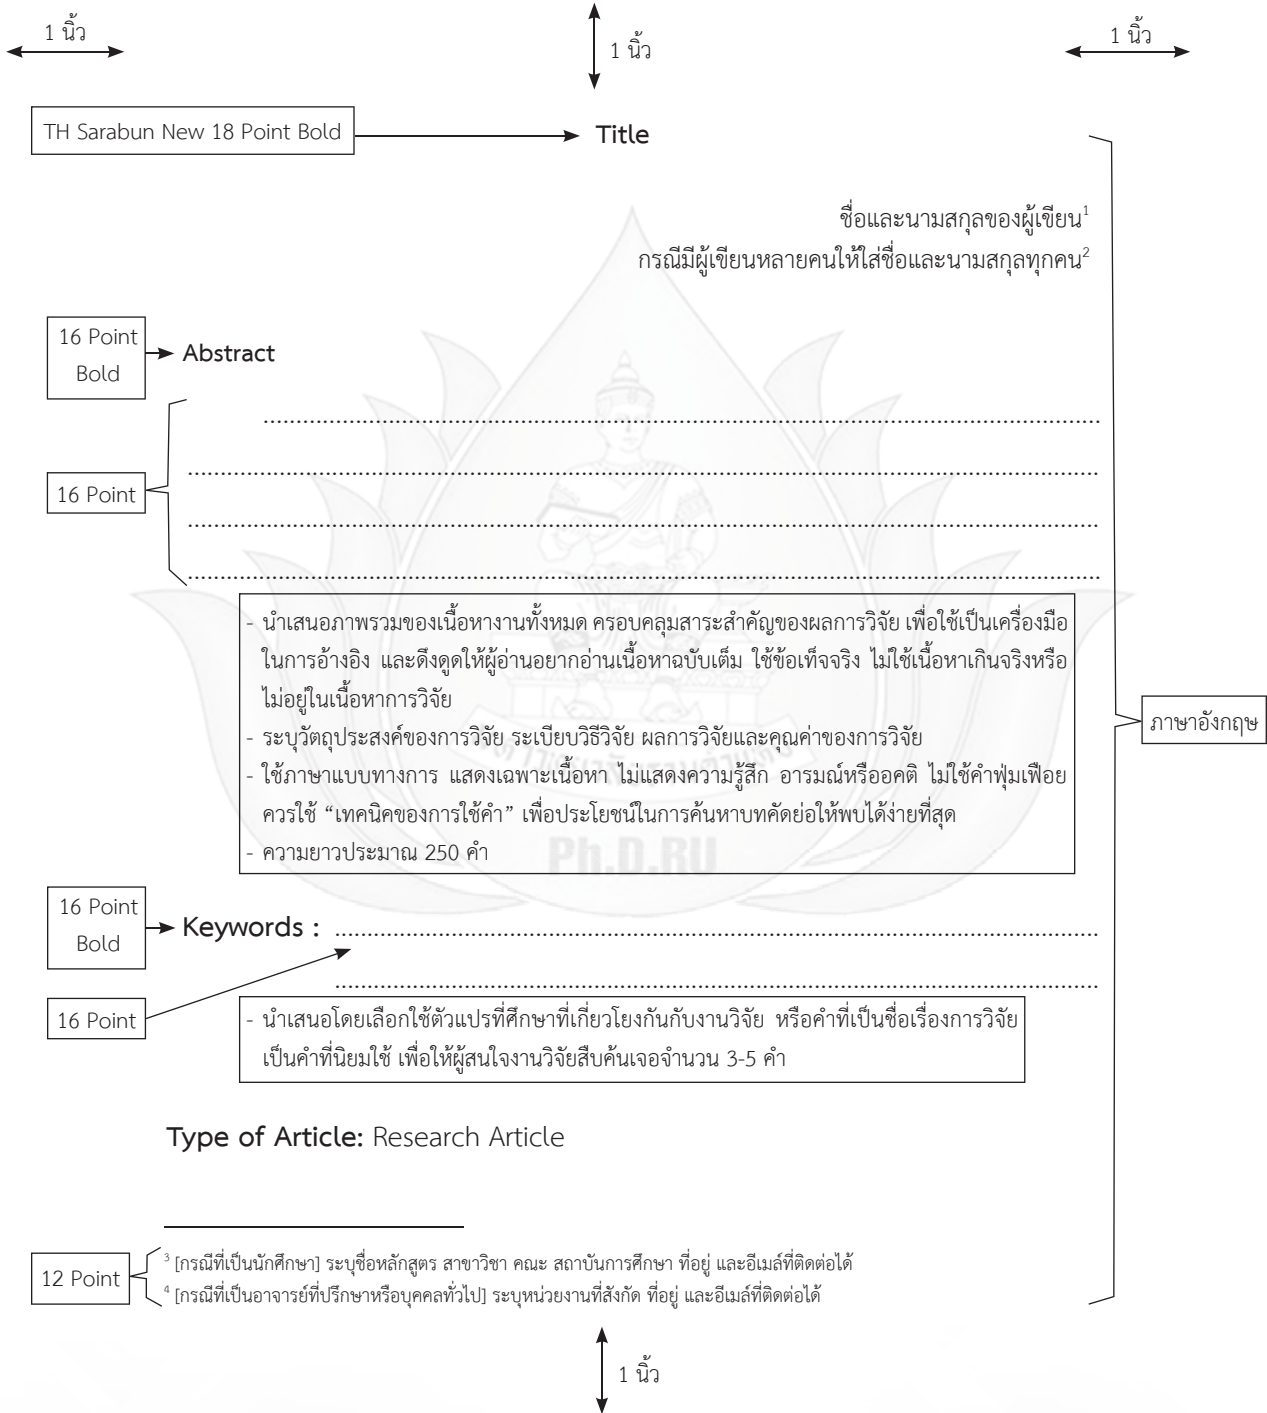 1 นิ้ว
1 นิ้ว
1 นิ้ว
TH Sarabun New 18 Point Bold
Title
ชื่อและนามสกุลของผู้เขียน1
กรณีมีผู้เขียนหลายคนให้ใส่ชื่อและนามสกุลทุกคน2
16 Point
Bold
Abstract
16 Point
- นำเสนอภาพรวมของเนื้อหางานทั้งหมด ครอบคลุมสาระสำคัญของผลการวิจัย เพื่อใช้เป็นเครื่องมือ
ในการอ้างอิง และดึงดูดให้ผู้อ่านอยากอ่านเนื้อหาฉบับเต็ม ใช้ข้อเท็จจริง ไม่ใช้เนื้อหาเกินจริงหรือ
ไม่อยู่ในเนื้อหาการวิจัย
- ระบุวัตถุประสงค์ของการวิจัย ระเบียบวิธีวิจัย ผลการวิจัยและคุณค่าของการวิจัย
- ใช้ภาษาแบบทางการ แสดงเฉพาะเนื้อหา ไม่แสดงความรู้สึก อารมณ์หรืออคติ ไม่ใช้คำฟุ่มเฟือย
ควรใช้ “เทคนิคของการใช้คำ” เพื่อประโยชน์ในการค้นหาบทคัดย่อให้พบได้ง่ายที่สุด
- ความยาวประมาณ 250 คำ
Ph.D.RU
ภาษาอังกฤษ
16 Point
Bold
Keywords :
16 Point
- นำเสนอโดยเลือกใช้ตัวแปรที่ศึกษาที่เกี่ยวโยงกันกับงานวิจัย หรือคำที่เป็นชื่อเรื่องการวิจัย
เป็นคำที่นิยมใช้ เพื่อให้ผู้สนใจงานวิจัยสืบค้นเจอจำนวน 3-5 คำ
Type of Article: Research Article
12 Point
3 [กรณีที่เป็นนักศึกษา] ระบุชื่อหลักสูตร สาขาวิชา คณะ สถาบันการศึกษา ที่อยู่ และอีเมล์ที่ติดต่อได้
4 [กรณีที่เป็นอาจารย์ที่ปรึกษาหรือบุคคลทั่วไป] ระบุหน่วยงานที่สังกัด ที่อยู่ และอีเมล์ที่ติดต่อได้
1 นิ้ว